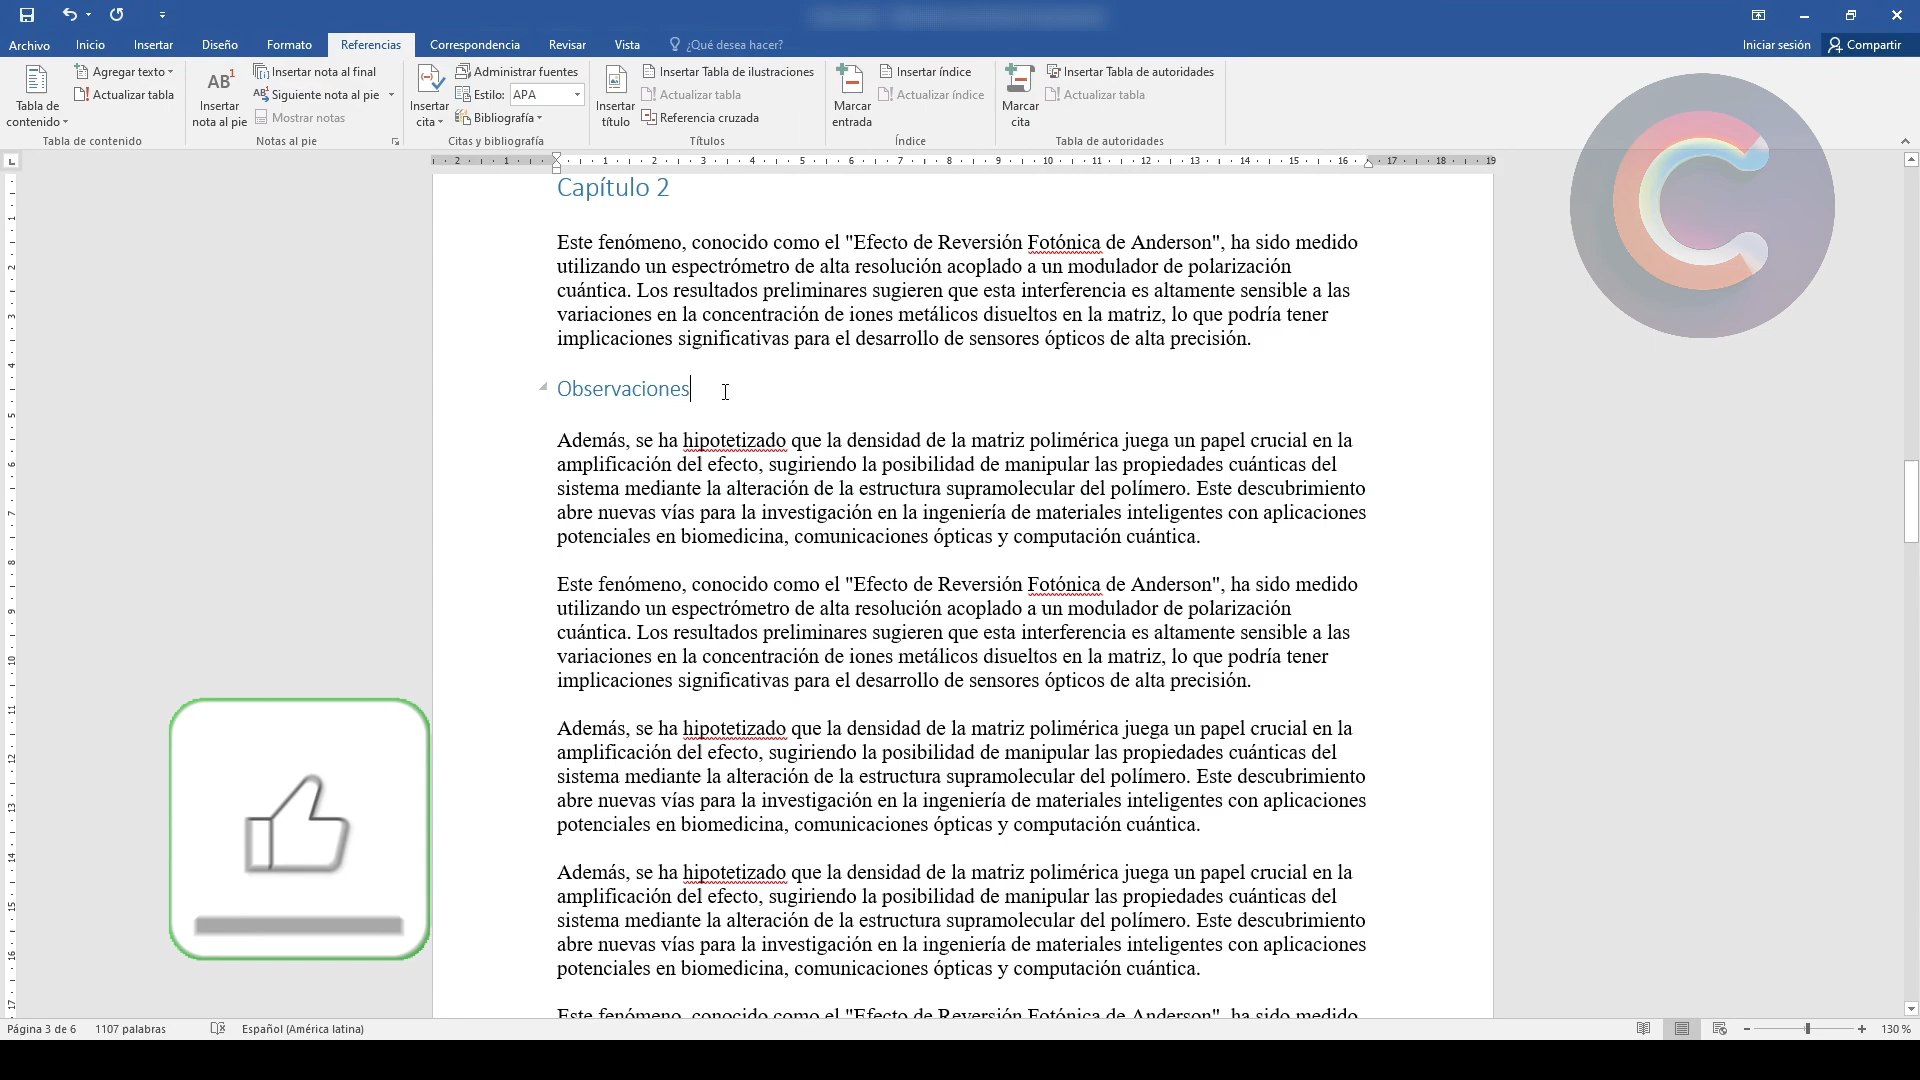 Archivo Inicio Insertar Diseño Formato Referencias Correspondencia Revisar Vista ¿Qué desea hacer? Iniciar sesión Compartir
Tabla de contenido
Agregar texto
Actualizar tabla
Tabla de contenido
AB1
Insertar nota al pie
Insertar nota al final
Siguiente nota al pie
Mostrar notas
Notas al pie
Insertar cita
Administrar fuentes
Estilo: APA
Bibliografía
Citas y bibliografía
Insertar título
Insertar Tabla de ilustraciones
Actualizar tabla
Referencia cruzada
Títulos
Marcar entrada
Insertar índice
Actualizar índice
Índice
Marcar cita
Insertar Tabla de autoridades
Actualizar tabla
Tabla de autoridades
2 1 1 2 3 4 5 6 7 8 9 10 11 12 13 14 15 16 17 18 19
Capítulo 2
Este fenómeno, conocido como el "Efecto de Reversión Fotónica de Anderson", ha sido medido
utilizando un espectrómetro de alta resolución acoplado a un modulador de polarización
cuántica. Los resultados preliminares sugieren que esta interferencia es altamente sensible a las
variaciones en la concentración de iones metálicos disueltos en la matriz, lo que podría tener
implicaciones significativas para el desarrollo de sensores ópticos de alta precisión.
Observaciones
Además, se ha hipotetizado que la densidad de la matriz polimérica juega un papel crucial en la
amplificación del efecto, sugiriendo la posibilidad de manipular las propiedades cuánticas del
sistema mediante la alteración de la estructura supramolecular del polímero. Este descubrimiento
abre nuevas vías para la investigación en la ingeniería de materiales inteligentes con aplicaciones
potenciales en biomedicina, comunicaciones ópticas y computación cuántica.
Este fenómeno, conocido como el "Efecto de Reversión Fotónica de Anderson", ha sido medido
utilizando un espectrómetro de alta resolución acoplado a un modulador de polarización
cuántica. Los resultados preliminares sugieren que esta interferencia es altamente sensible a las
variaciones en la concentración de iones metálicos disueltos en la matriz, lo que podría tener
implicaciones significativas para el desarrollo de sensores ópticos de alta precisión.
Además, se ha hipotetizado que la densidad de la matriz polimérica juega un papel crucial en la
amplificación del efecto, sugiriendo la posibilidad de manipular las propiedades cuánticas del
sistema mediante la alteración de la estructura supramolecular del polímero. Este descubrimiento
abre nuevas vías para la investigación en la ingeniería de materiales inteligentes con aplicaciones
potenciales en biomedicina, comunicaciones ópticas y computación cuántica.
Además, se ha hipotetizado que la densidad de la matriz polimérica juega un papel crucial en la
amplificación del efecto, sugiriendo la posibilidad de manipular las propiedades cuánticas del
sistema mediante la alteración de la estructura supramolecular del polímero. Este descubrimiento
abre nuevas vías para la investigación en la ingeniería de materiales inteligentes con aplicaciones
potenciales en biomedicina, comunicaciones ópticas y computación cuántica.
Este fenómeno, conocido como el "Efecto de Reversión Fotónica de Anderson", ha sido medido
Página 3 de 6 1107 palabras Español (América latina) 130 %